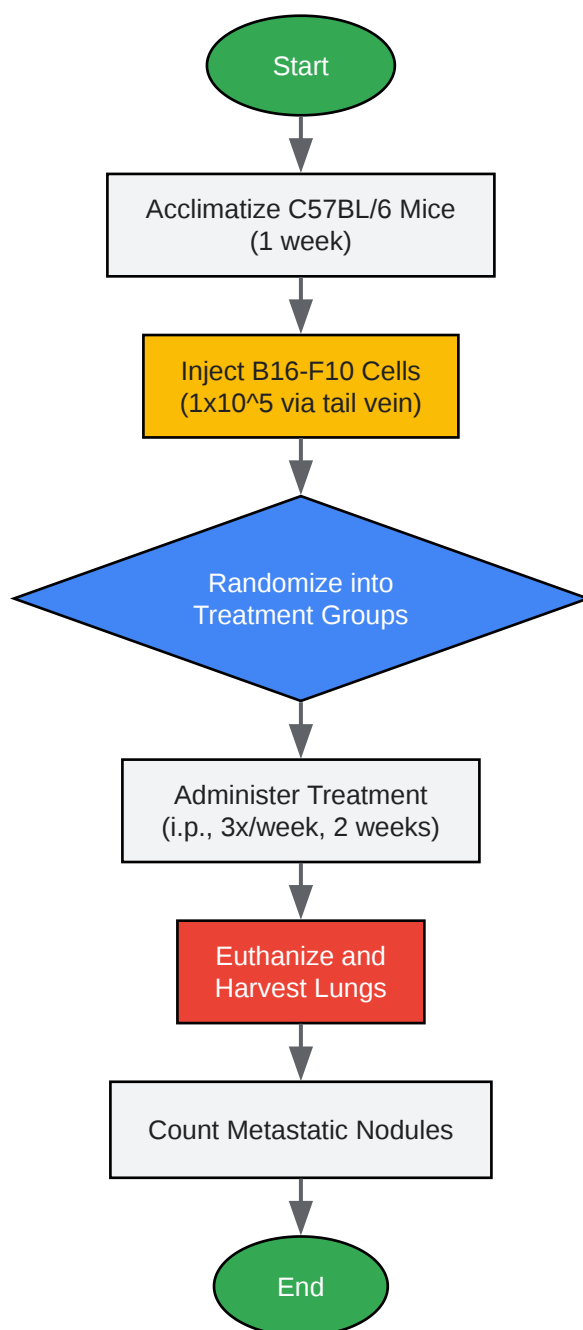 Start
Acclimatize C57BL/6 Mice
(1 week)
Inject B16-F10 Cells
(1x10^5 via tail vein)
Randomize into
Treatment Groups
Administer Treatment
(i.p., 3x/week, 2 weeks)
Euthanize and
Harvest Lungs
Count Metastatic Nodules
End